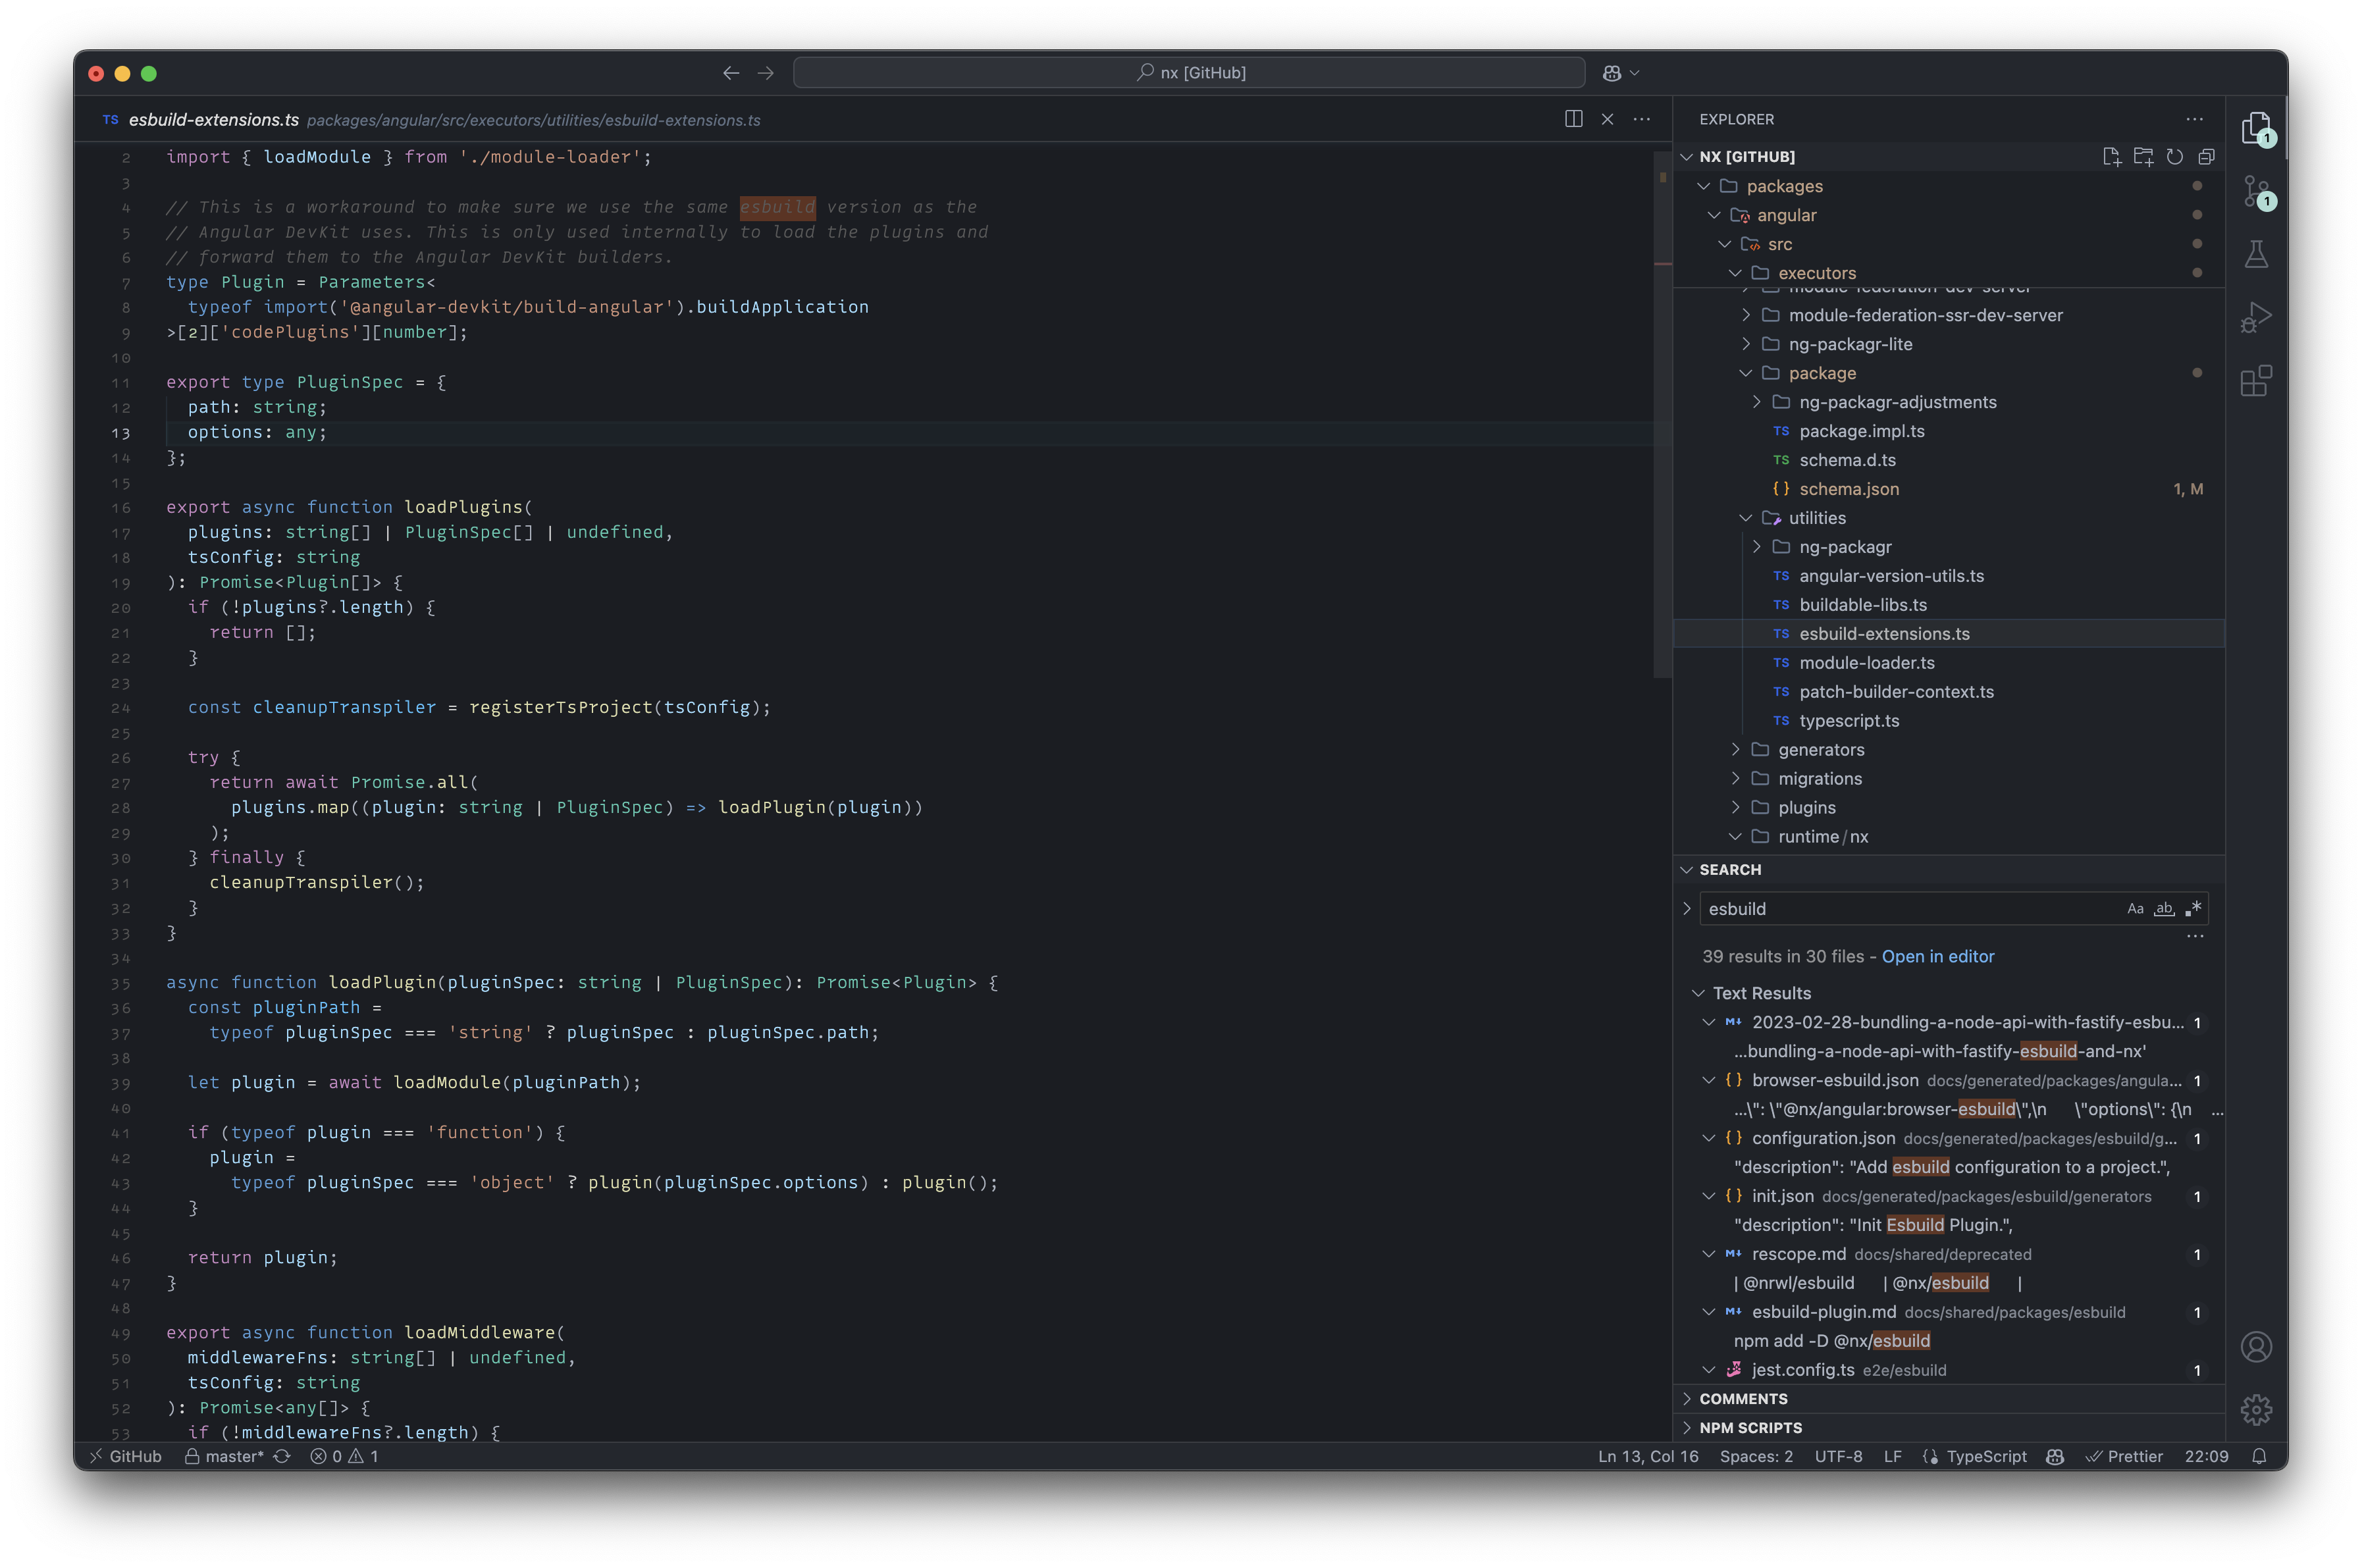 nx [GitHub]
TS esbuild-extensions.ts packages/angular/src/executors/utilities/esbuild-extensions.ts
2 import { loadModule } from './module-loader';
3
4 // This is a workaround to make sure we use the same esbuild version as the
5 // Angular DevKit uses. This is only used internally to load the plugins and
6 // forward them to the Angular DevKit builders.
7 type Plugin = Parameters<
8 typeof import('@angular-devkit/build-angular').buildApplication
9 >[2]['codePlugins'][number];
10
11 export type PluginSpec = {
12 path: string;
13 options: any;
14 };
15
16 export async function loadPlugins(
17 plugins: string[] | PluginSpec[] | undefined,
18 tsConfig: string
19 ): Promise<Plugin[]> {
20 if (!plugins?.length) {
21 return [];
22 }
23
24 const cleanupTranspiler = registerTsProject(tsConfig);
25
26 try {
27 return await Promise.all(
28 plugins.map((plugin: string | PluginSpec) => loadPlugin(plugin))
29 );
30 } finally {
31 cleanupTranspiler();
32 }
33 }
34
35 async function loadPlugin(pluginSpec: string | PluginSpec): Promise<Plugin> {
36 const pluginPath =
37 typeof pluginSpec === 'string' ? pluginSpec : pluginSpec.path;
38
39 let plugin = await loadModule(pluginPath);
40
41 if (typeof plugin === 'function') {
42 plugin =
43 typeof pluginSpec === 'object' ? plugin(pluginSpec.options) : plugin();
44 }
45
46 return plugin;
47 }
48
49 export async function loadMiddleware(
50 middlewareFns: string[] | undefined,
51 tsConfig: string
52 ): Promise<any[]> {
53 if (!middlewareFns?.length) {
EXPLORER
NX [GITHUB]
packages
angular
src
executors
module-federation-dev-server
module-federation-ssr-dev-server
ng-packagr-lite
package
ng-packagr-adjustments
TS package.impl.ts
TS schema.d.ts
{} schema.json 1, M
utilities
ng-packagr
TS angular-version-utils.ts
TS buildable-libs.ts
TS esbuild-extensions.ts
TS module-loader.ts
TS patch-builder-context.ts
TS typescript.ts
generators
migrations
plugins
runtime/nx
SEARCH
esbuild Aa ab .*
39 results in 30 files - Open in editor
Text Results
2023-02-28-bundling-a-node-api-with-fastify-esbu... 1
...bundling-a-node-api-with-fastify-esbuild-and-nx'
{} browser-esbuild.json docs/generated/packages/angula... 1
...\": \"@nx/angular:browser-esbuild\",\n \"options\": {\n ...
{} configuration.json docs/generated/packages/esbuild/g... 1
"description": "Add esbuild configuration to a project.",
{} init.json docs/generated/packages/esbuild/generators 1
"description": "Init Esbuild Plugin.",
rescope.md docs/shared/deprecated 1
| @nrwl/esbuild | @nx/esbuild |
esbuild-plugin.md docs/shared/packages/esbuild 1
npm add -D @nx/esbuild
jest.config.ts e2e/esbuild 1
COMMENTS
NPM SCRIPTS
1
1
GitHub master* 0 1
Ln 13, Col 16 Spaces: 2 UTF-8 LF {} TypeScript Prettier 22:09